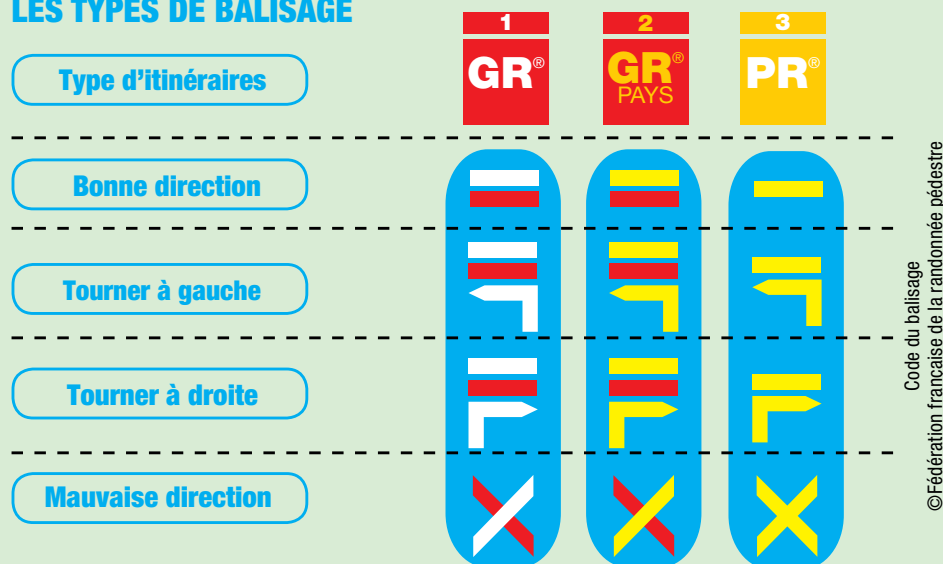 LES TYPES DE BALISAGE
1
2
3
Type d'itinéraires
GR®
GR®
PAYS
PR®
Bonne direction
Tourner à gauche
Tourner à droite
Mauvaise direction
Code du balisage
©Fédération francaise de la randonnée pédestre